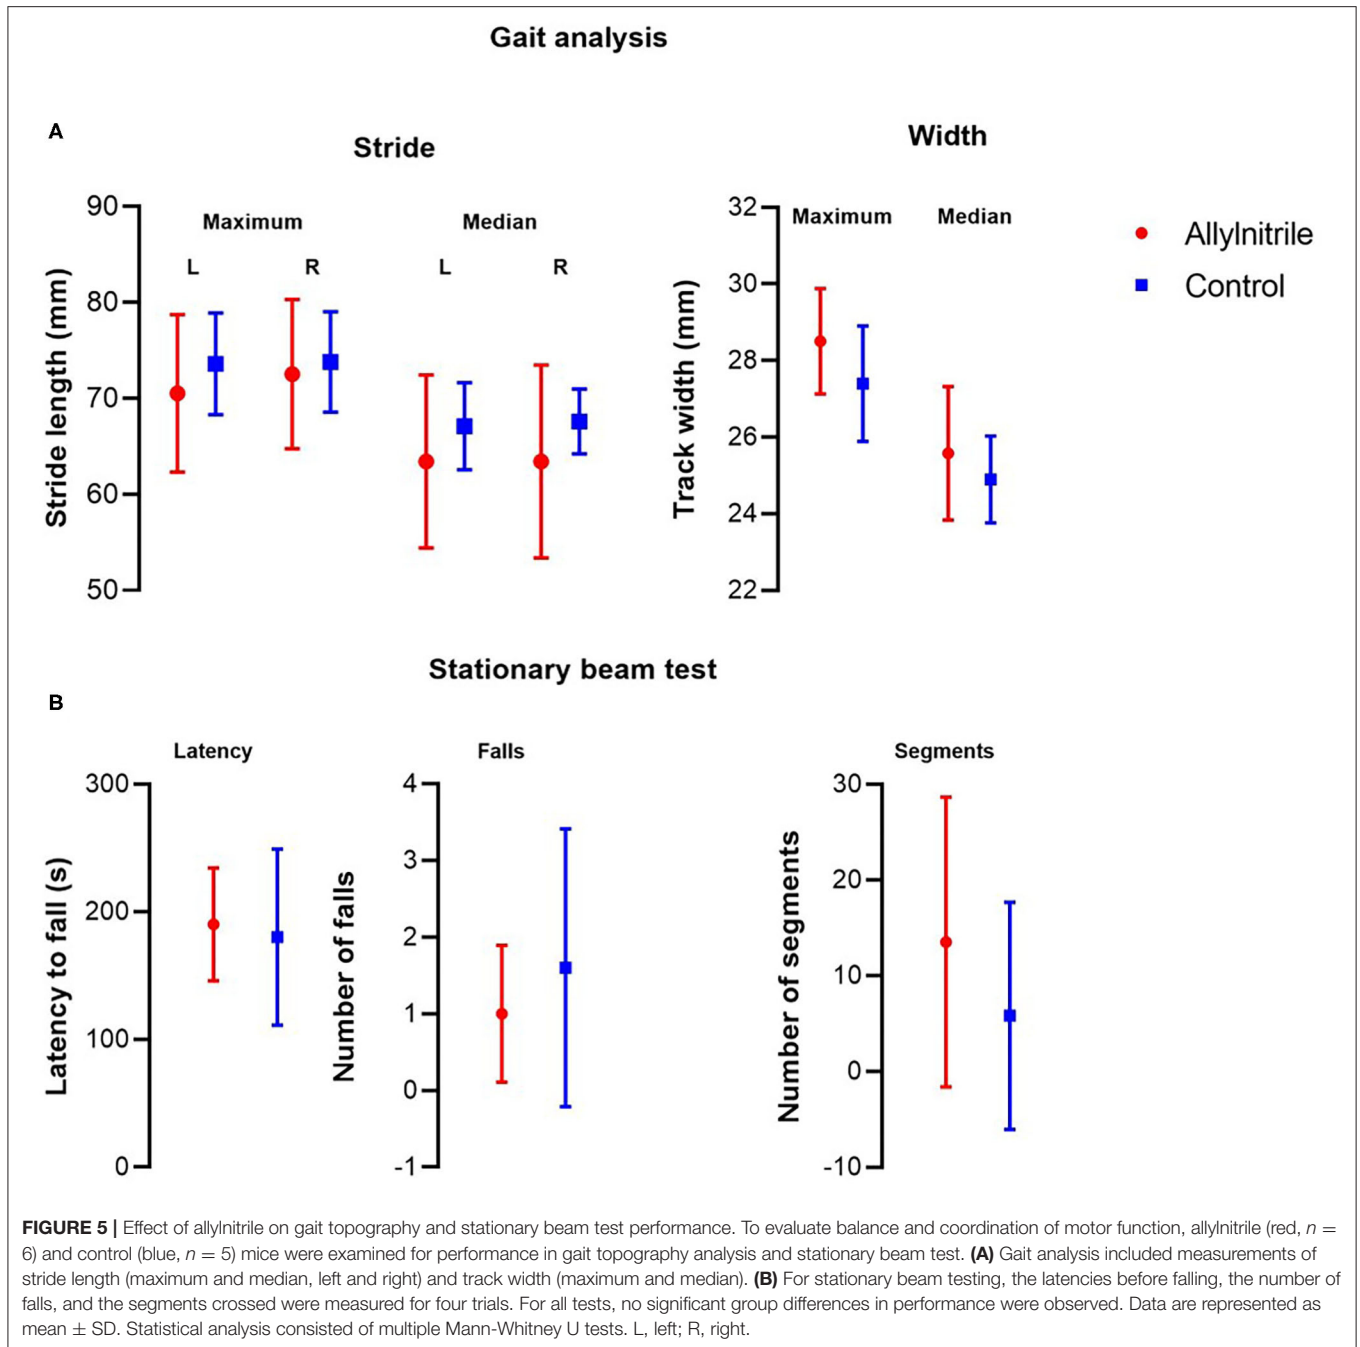 Gait analysis
A
Stride
Width
Maximum
Median
L
R
L
R
90
80
70
60
50
Stride length (mm)
Maximum
Median
32
30
28
26
24
22
Track width (mm)
Allylnitrile
Control
Stationary beam test
B
Latency
300
200
100
0
Latency to fall (s)
Falls
4
3
2
1
0
-1
Number of falls
Segments
30
20
10
0
-10
Number of segments
FIGURE 5 | Effect of allylnitrile on gait topography and stationary beam test performance. To evaluate balance and coordination of motor function, allylnitrile (red, n =
6) and control (blue, n = 5) mice were examined for performance in gait topography analysis and stationary beam test. (A) Gait analysis included measurements of
stride length (maximum and median, left and right) and track width (maximum and median). (B) For stationary beam testing, the latencies before falling, the number of
falls, and the segments crossed were measured for four trials. For all tests, no significant group differences in performance were observed. Data are represented as
mean ± SD. Statistical analysis consisted of multiple Mann-Whitney U tests. L, left; R, right.